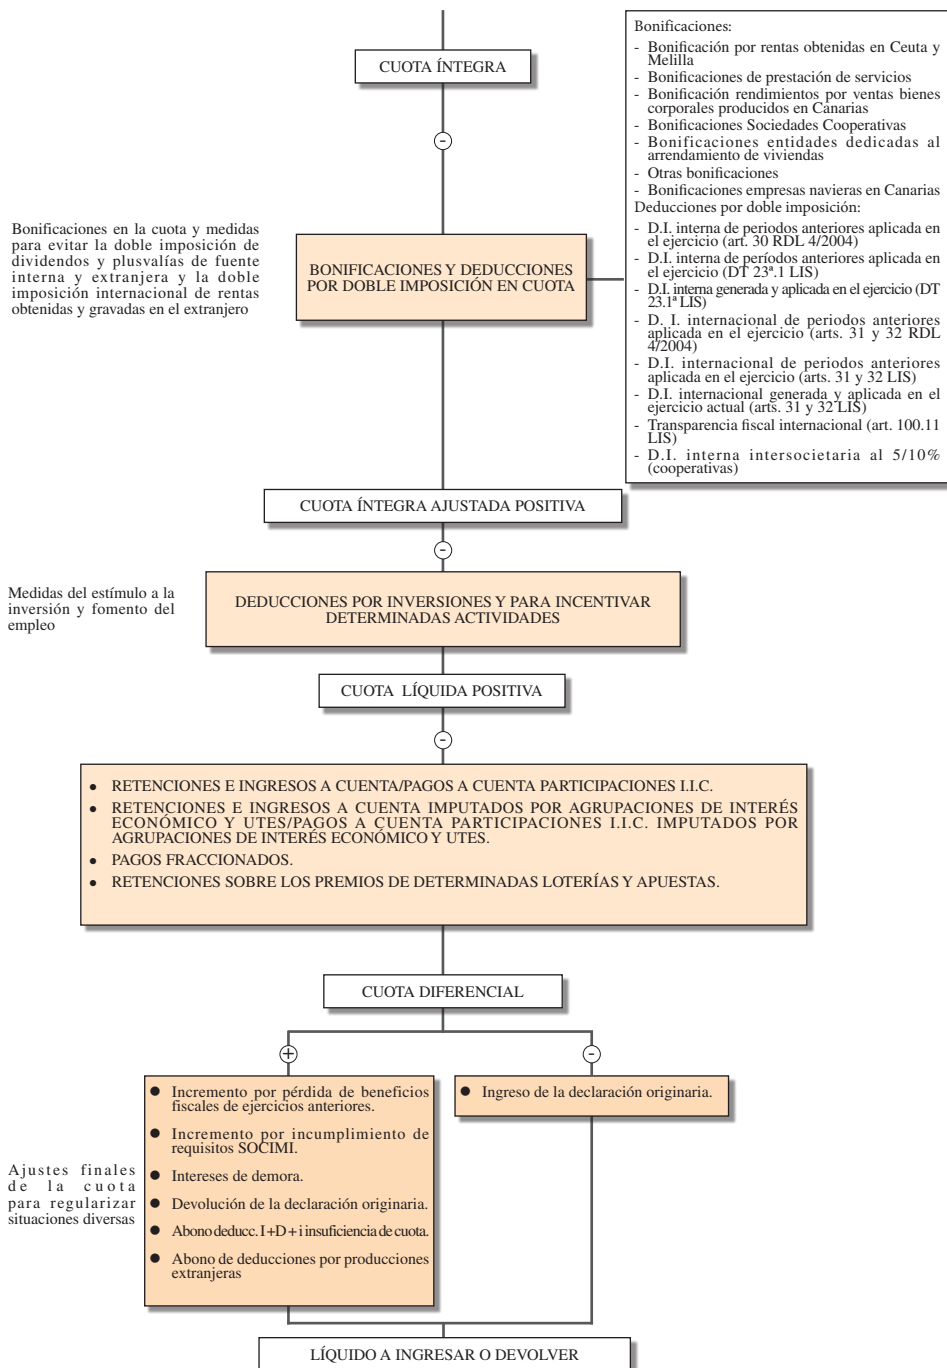 CUOTA ÍNTEGRA
-
Bonificaciones:
- Bonificación por rentas obtenidas en Ceuta y
Melilla
- Bonificaciones de prestación de servicios
- Bonificación rendimientos por ventas bienes
corporales producidos en Canarias
- Bonificaciones Sociedades Cooperativas
- Bonificaciones entidades dedicadas al
arrendamiento de viviendas
- Otras bonificaciones
- Bonificaciones empresas navieras en Canarias
Deducciones por doble imposición:
- D.I. interna de periodos anteriores aplicada en
el ejercicio (art. 30 RDL 4/2004)
- D.I. interna de períodos anteriores aplicada en
el ejercicio (DT 23ª.1 LIS)
- D.I. interna generada y aplicada en el ejercicio (DT
23.1ª LIS)
- D. I. internacional de periodos anteriores
aplicada en el ejercicio (arts. 31 y 32 RDL
4/2004)
- D.I. internacional de periodos anteriores
aplicada en el ejercicio (arts. 31 y 32 LIS)
- D.I. internacional generada y aplicada en el
ejercicio actual (arts. 31 y 32 LIS)
- Transparencia fiscal internacional (art. 100.11
LIS)
- D.I. interna intersocietaria al 5/10%
(cooperativas)
Bonificaciones en la cuota y medidas
para evitar la doble imposición de
dividendos y plusvalías de fuente
interna y extranjera y la doble
imposición internacional de rentas
obtenidas y gravadas en el extranjero
BONIFICACIONES Y DEDUCCIONES
POR DOBLE IMPOSICIÓN EN CUOTA
CUOTA ÍNTEGRA AJUSTADA POSITIVA
-
Medidas del estímulo a la
inversión y fomento del
empleo
DEDUCCIONES POR INVERSIONES Y PARA INCENTIVAR
DETERMINADAS ACTIVIDADES
CUOTA LÍQUIDA POSITIVA
-
● RETENCIONES E INGRESOS A CUENTA/PAGOS A CUENTA PARTICIPACIONES I.I.C.
● RETENCIONES E INGRESOS A CUENTA IMPUTADOS POR AGRUPACIONES DE INTERÉS
ECONÓMICO Y UTES/PAGOS A CUENTA PARTICIPACIONES I.I.C. IMPUTADOS POR
AGRUPACIONES DE INTERÉS ECONÓMICO Y UTES.
● PAGOS FRACCIONADOS.
● RETENCIONES SOBRE LOS PREMIOS DE DETERMINADAS LOTERÍAS Y APUESTAS.
CUOTA DIFERENCIAL
+
-
Ajustes finales
de la cuota
para regularizar
situaciones diversas
● Incremento por pérdida de beneficios
fiscales de ejercicios anteriores.
● Incremento por incumplimiento de
requisitos SOCIMI.
● Intereses de demora.
● Devolución de la declaración originaria.
● Abono deducc. I+D+i insuficiencia de cuota.
● Abono de deducciones por producciones
extranjeras
● Ingreso de la declaración originaria.
LÍQUIDO A INGRESAR O DEVOLVER